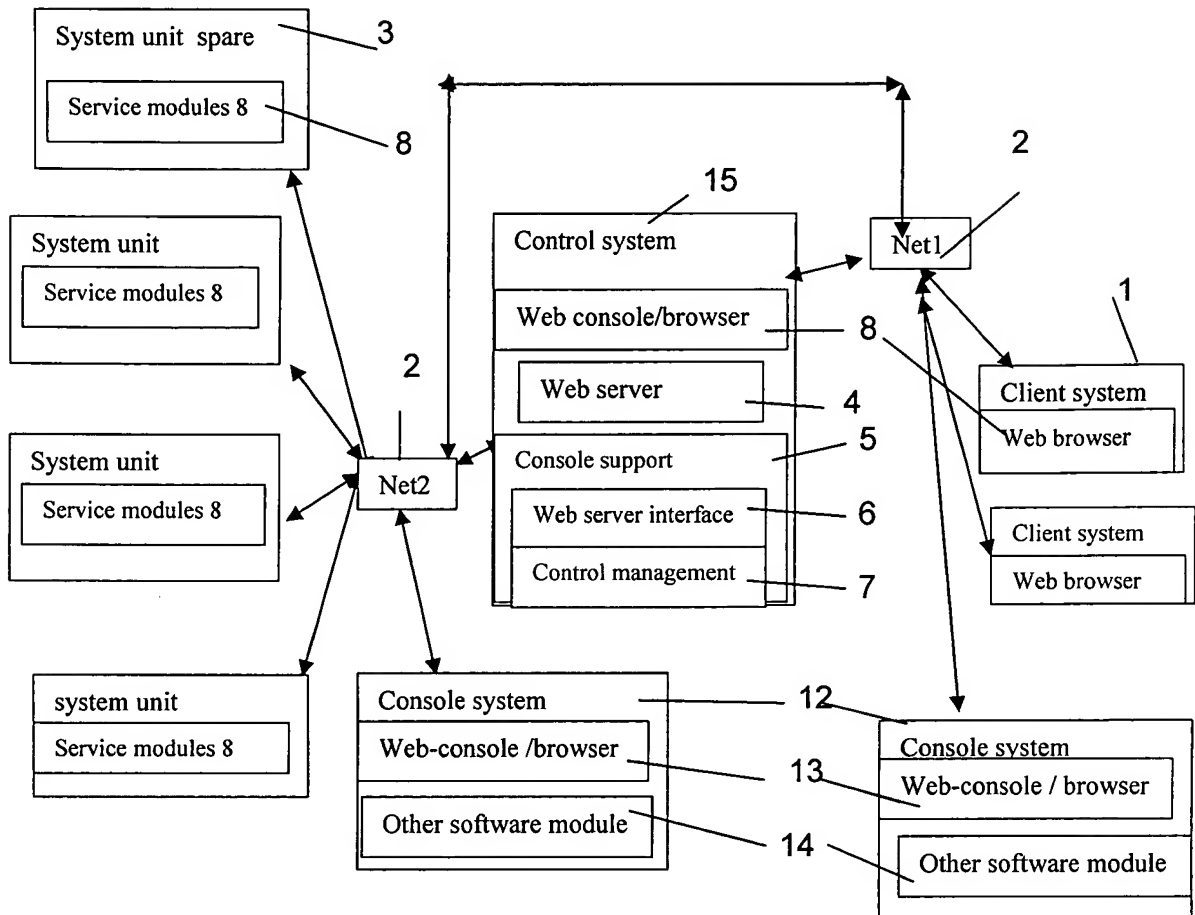 System unit spare
3
Service modules 8
8
System unit
Service modules 8
System unit
Service modules 8
system unit
Service modules 8
2
Net2
15
Control system
Web console/browser
8
Web server
4
Console support
5
Web server interface
6
Control management
7
2
Net1
1
Client system
Web browser
Client system
Web browser
Console system
12
Web-console /browser
13
Other software module
14
Console system
Web-console / browser
Other software module